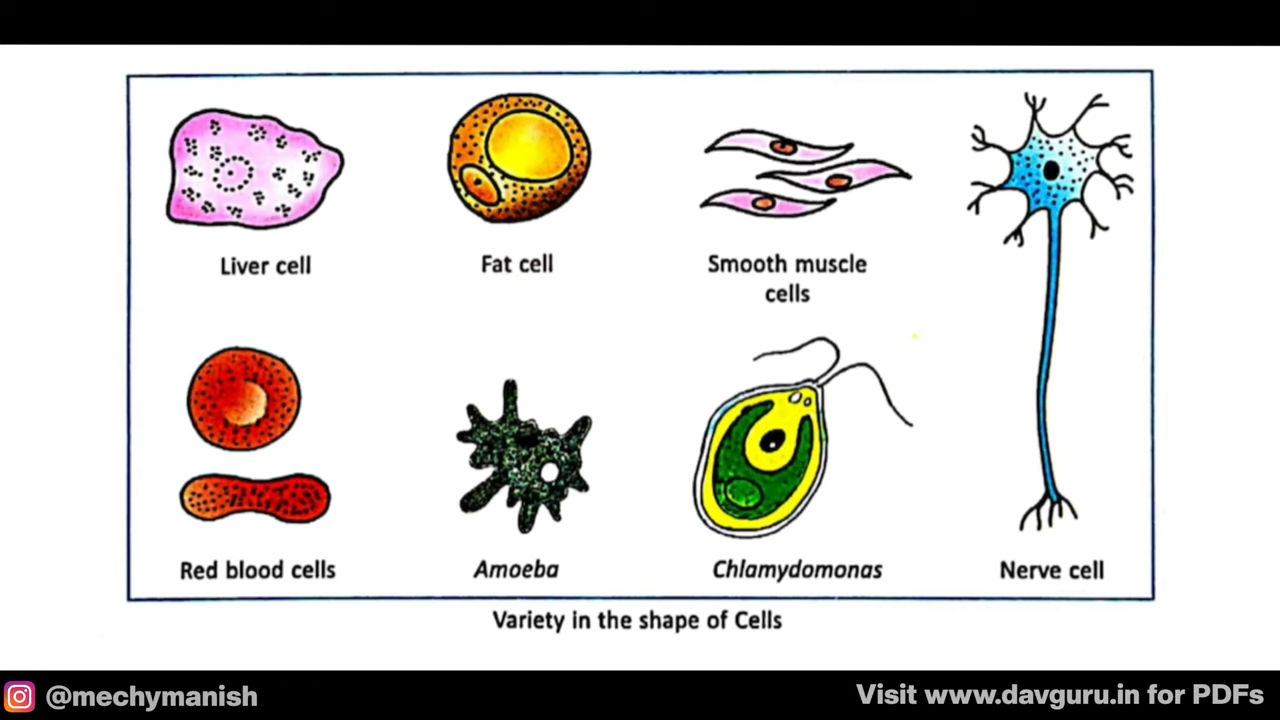 Liver cell
Fat cell
Smooth muscle
cells
Red blood cells
Amoeba
Chlamydomonas
Nerve cell
Variety in the shape of Cells
@mechymanish
Visit www.davguru.in for PDFs